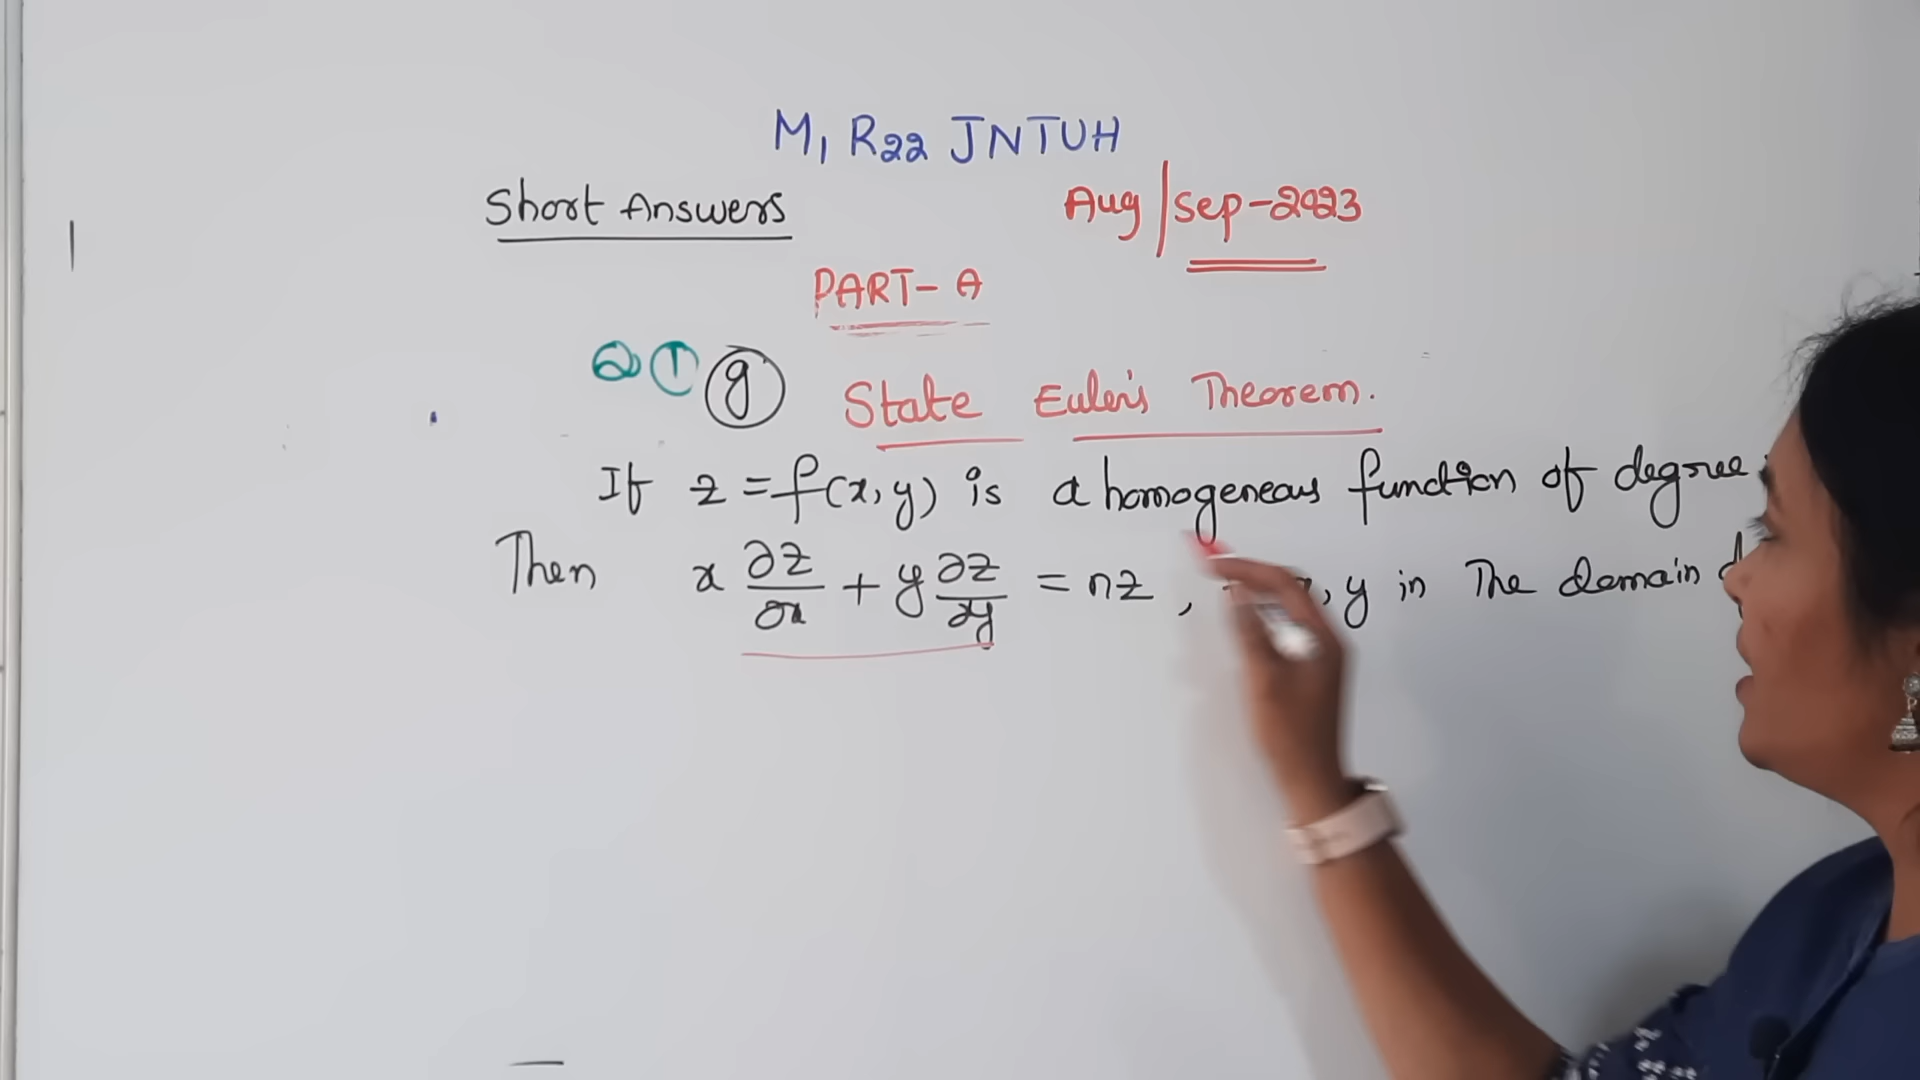 M1 R22 JNTUH
Short Answers Aug/Sep-2023
PART-A
Q 1 g State Euler's Theorem.
If z = f(x, y) is a homogeneous function of degree
Then x ∂z/∂x + y ∂z/∂y = nz, y in The domain